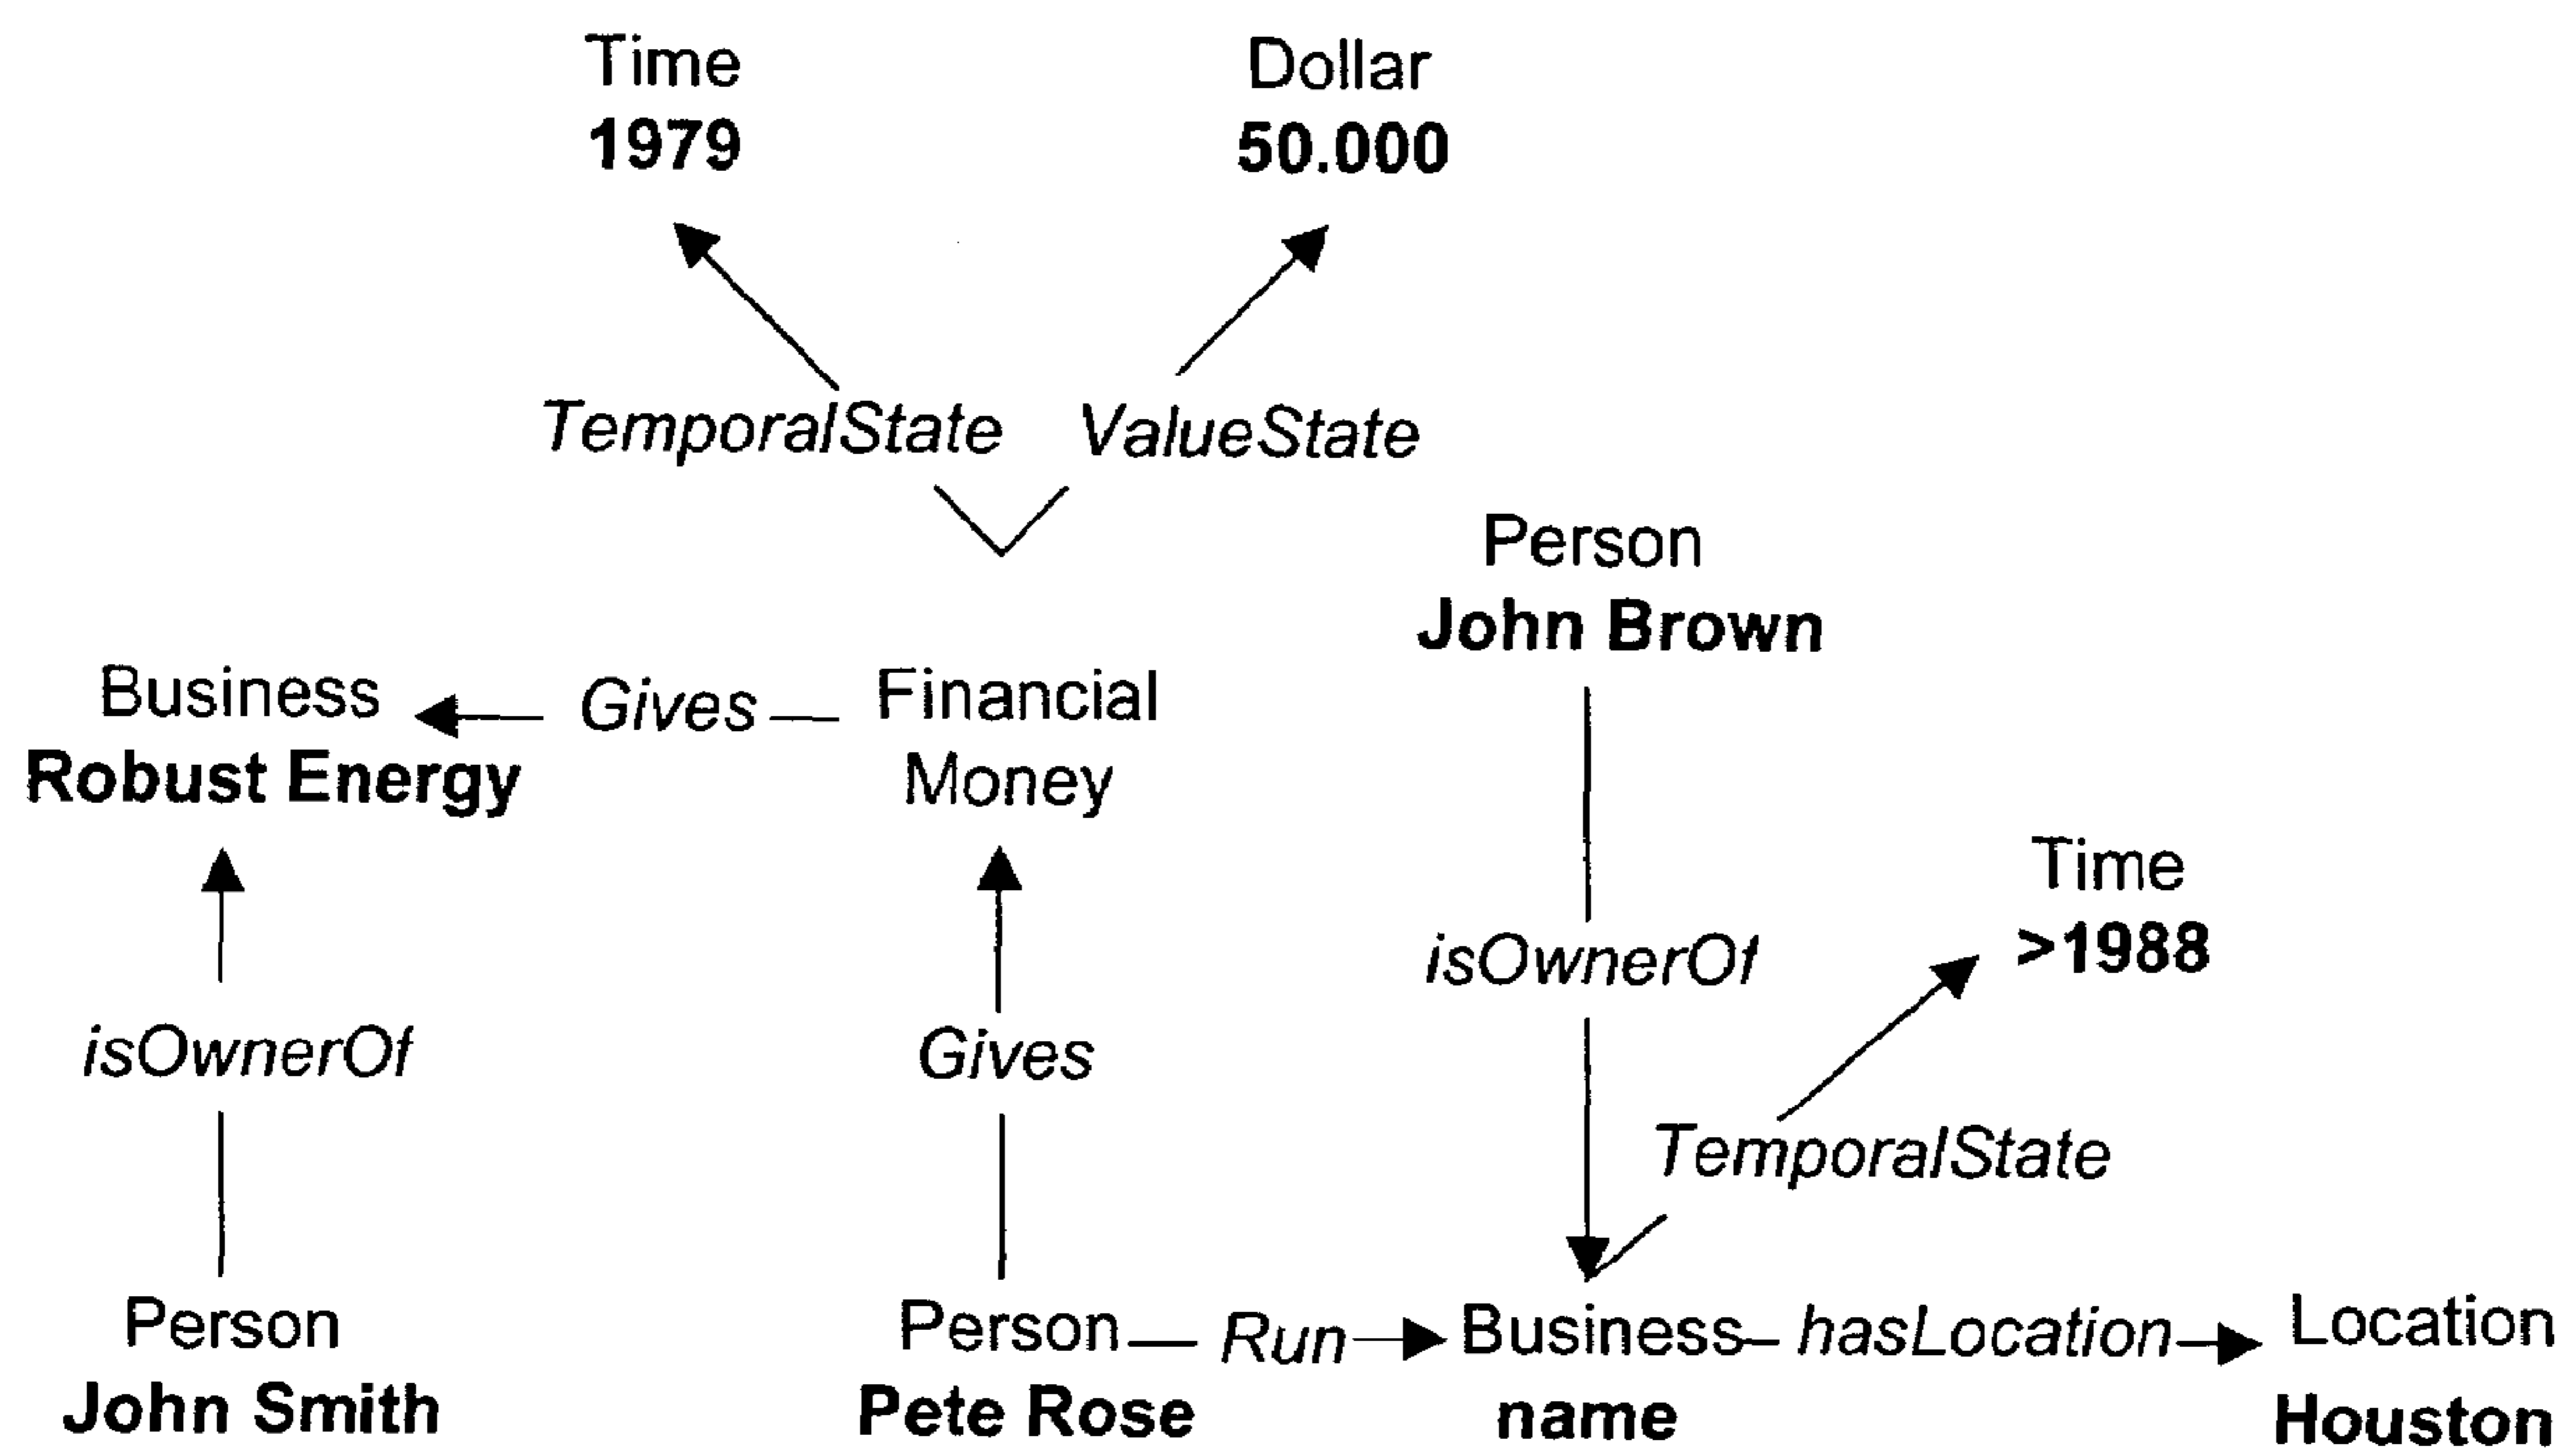 Time
1979
Dollar
50.000
TemporalState
ValueState
Person
John Brown
Business
Robust Energy
Gives
Financial
Money
Time
>1988
isOwnerOf
isOwnerOf
Gives
TemporalState
Person
John Smith
Person
Pete Rose
Run
Business
name
hasLocation
Location
Houston